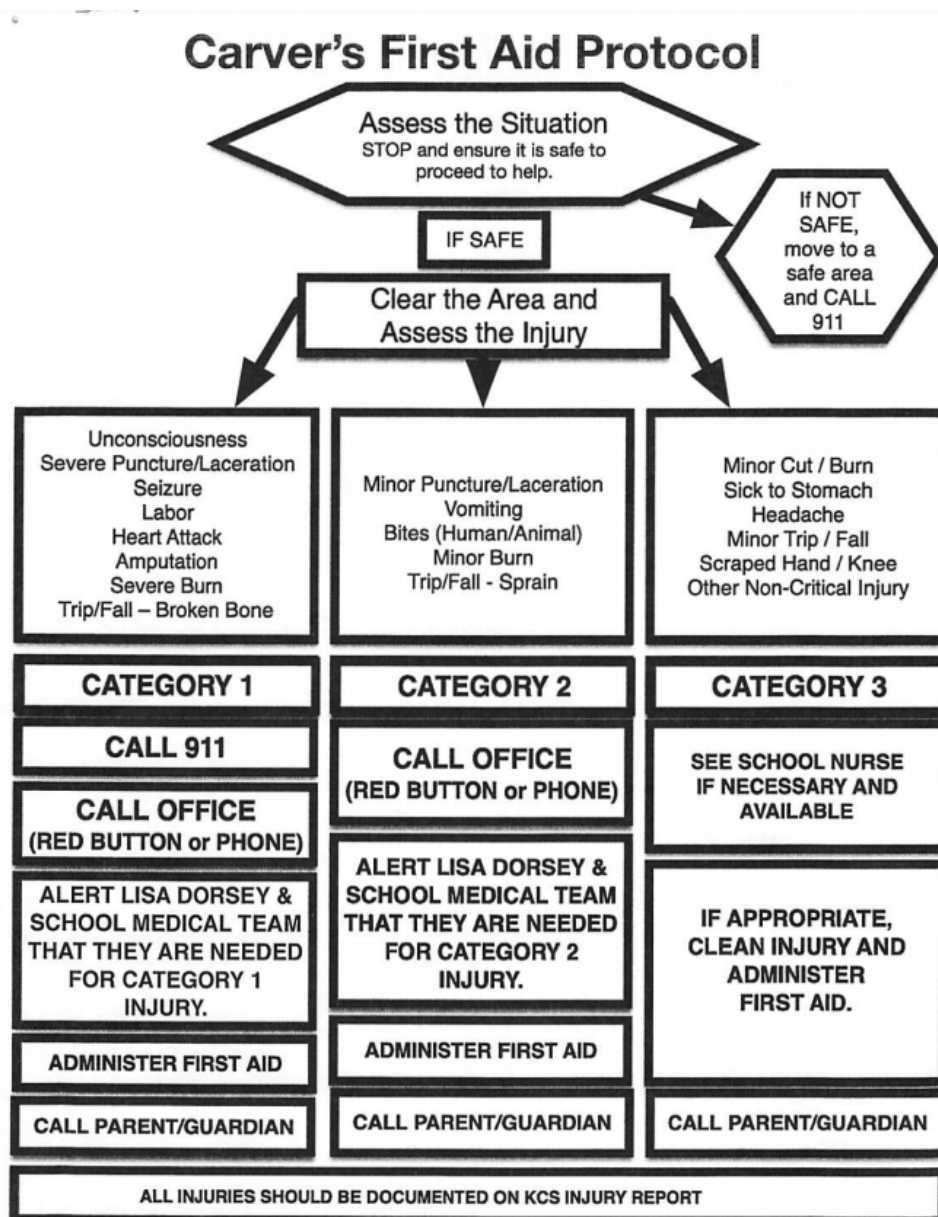 Carver's First Aid Protocol
Assess the Situation
STOP and ensure it is safe to
proceed to help.
If NOT
SAFE,
move to a
safe area
and CALL
911
IF SAFE
Clear the Area and
Assess the Injury
Unconsciousness
Severe Puncture/Laceration
Seizure
Labor
Heart Attack
Amputation
Severe Burn
Trip/Fall – Broken Bone
CATEGORY 1
CALL 911
CALL OFFICE
(RED BUTTON or PHONE)
ALERT LISA DORSEY &
SCHOOL MEDICAL TEAM
THAT THEY ARE NEEDED
FOR CATEGORY 1
INJURY.
ADMINISTER FIRST AID
CALL PARENT/GUARDIAN
Minor Puncture/Laceration
Vomiting
Bites (Human/Animal)
Minor Burn
Trip/Fall - Sprain
CATEGORY 2
CALL OFFICE
(RED BUTTON or PHONE)
ALERT LISA DORSEY &
SCHOOL MEDICAL TEAM
THAT THEY ARE NEEDED
FOR CATEGORY 2
INJURY.
ADMINISTER FIRST AID
CALL PARENT/GUARDIAN
Minor Cut / Burn
Sick to Stomach
Headache
Minor Trip / Fall
Scraped Hand / Knee
Other Non-Critical Injury
CATEGORY 3
SEE SCHOOL NURSE
IF NECESSARY AND
AVAILABLE
IF APPROPRIATE,
CLEAN INJURY AND
ADMINISTER
FIRST AID.
CALL PARENT/GUARDIAN
ALL INJURIES SHOULD BE DOCUMENTED ON KCS INJURY REPORT